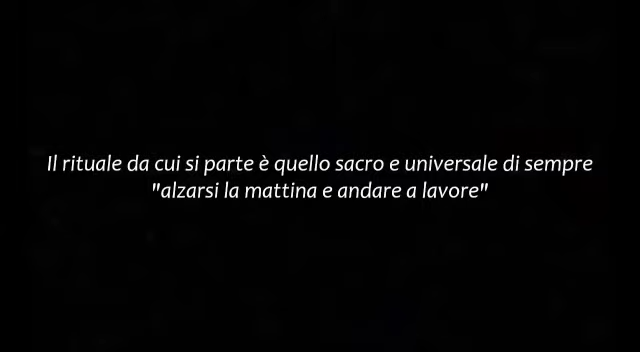 Il rituale da cui si parte è quello sacro e universale di sempre
"alzarsi la mattina e andare a lavore"